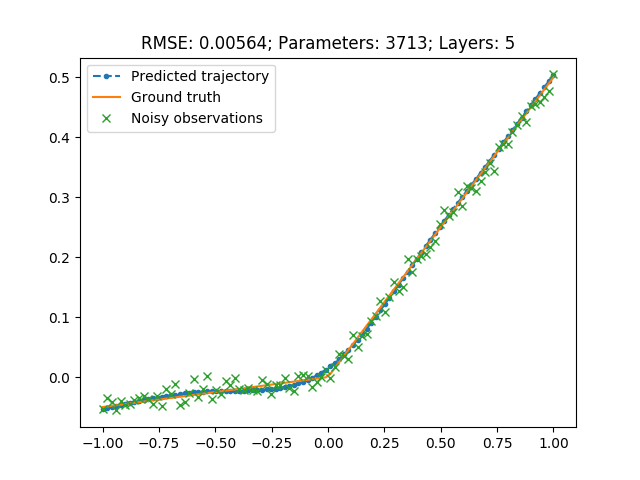 RMSE: 0.00564; Parameters: 3713; Layers: 5
Predicted trajectory
Ground truth
Noisy observations
0.5
0.4
0.3
0.2
0.1
0.0
−1.00 −0.75 −0.50 −0.25 0.00 0.25 0.50 0.75 1.00